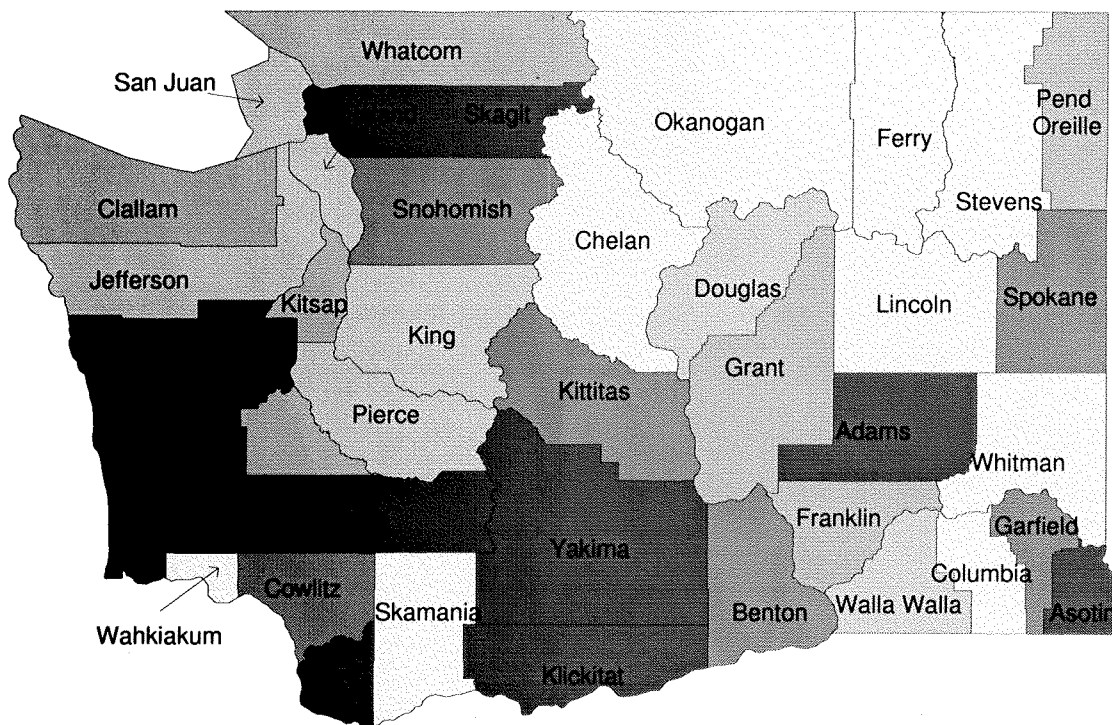 Whatcom
San Juan
Skagit
Okanogan
Ferry
Pend
Oreille
Clallam
Snohomish
Stevens
Chelan
Jefferson
Douglas
Kitsap
Lincoln
Spokane
King
Grant
Kittitas
Pierce
Adams
Whitman
Franklin
Garfield
Yakima
Columbia
Cowlitz
Skamania
Benton
Walla Walla
Asotin
Wahkiakum
Klickitat